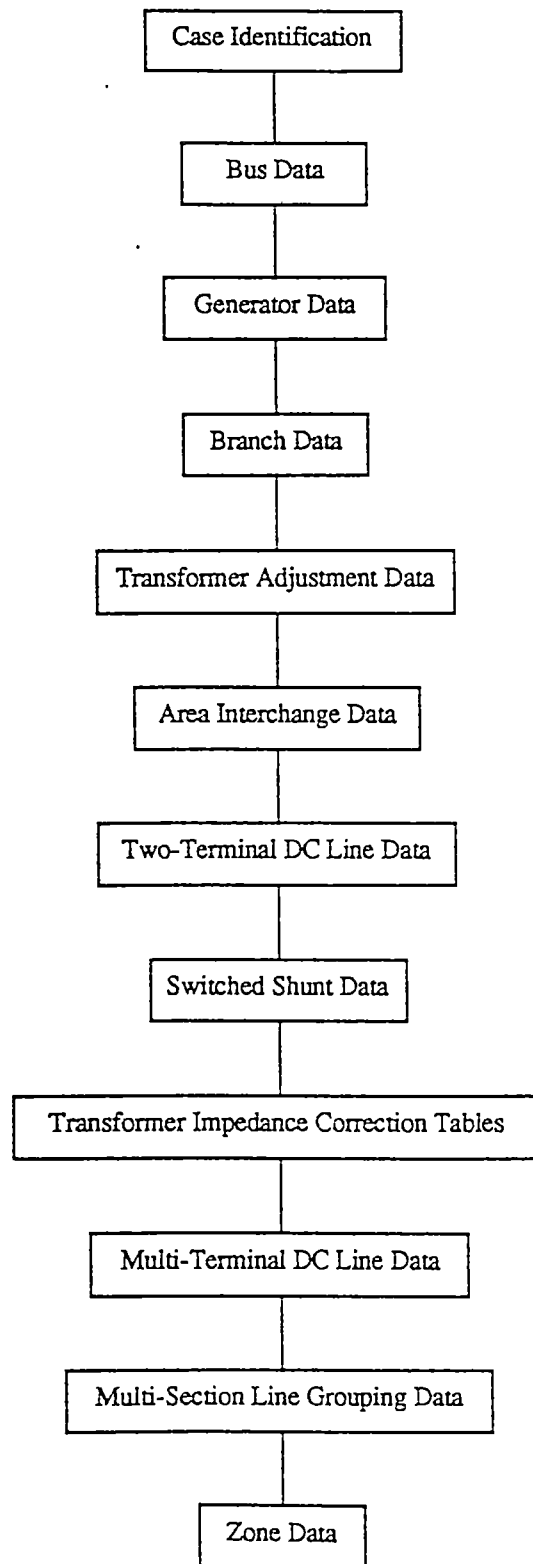 Case Identification
Bus Data
Generator Data
Branch Data
Transformer Adjustment Data
Area Interchange Data
Two-Terminal DC Line Data
Switched Shunt Data
Transformer Impedance Correction Tables
Multi-Terminal DC Line Data
Multi-Section Line Grouping Data
Zone Data